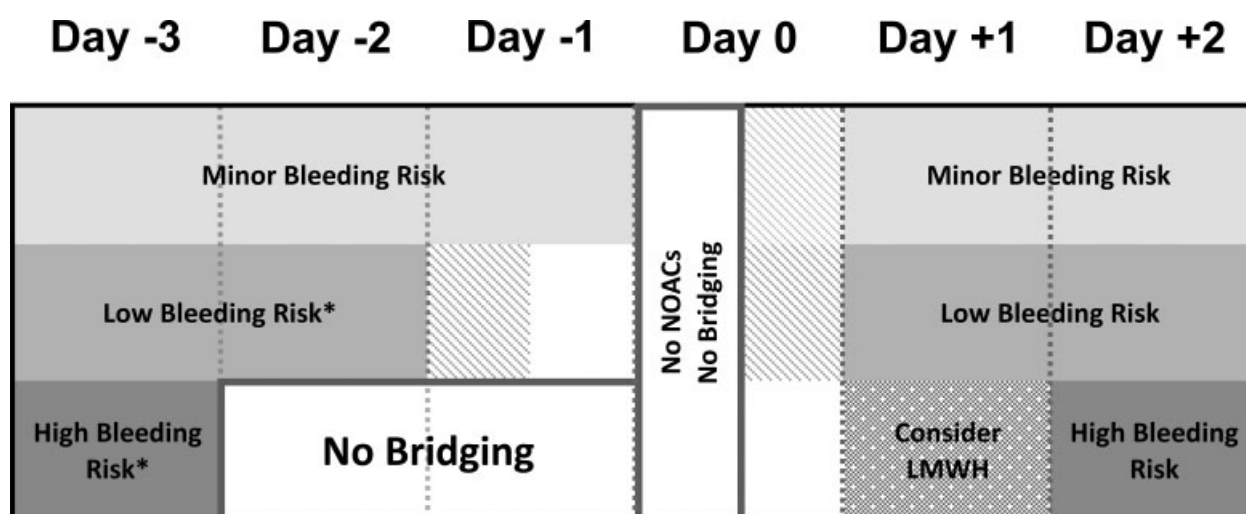 Day -3 Day -2 Day -1 Day 0 Day +1 Day +2
Minor Bleeding Risk
Minor Bleeding Risk
Low Bleeding Risk*
Low Bleeding Risk
No NOACs
No Bridging
High Bleeding
Risk*
No Bridging
Consider
LMWH
High Bleeding
Risk